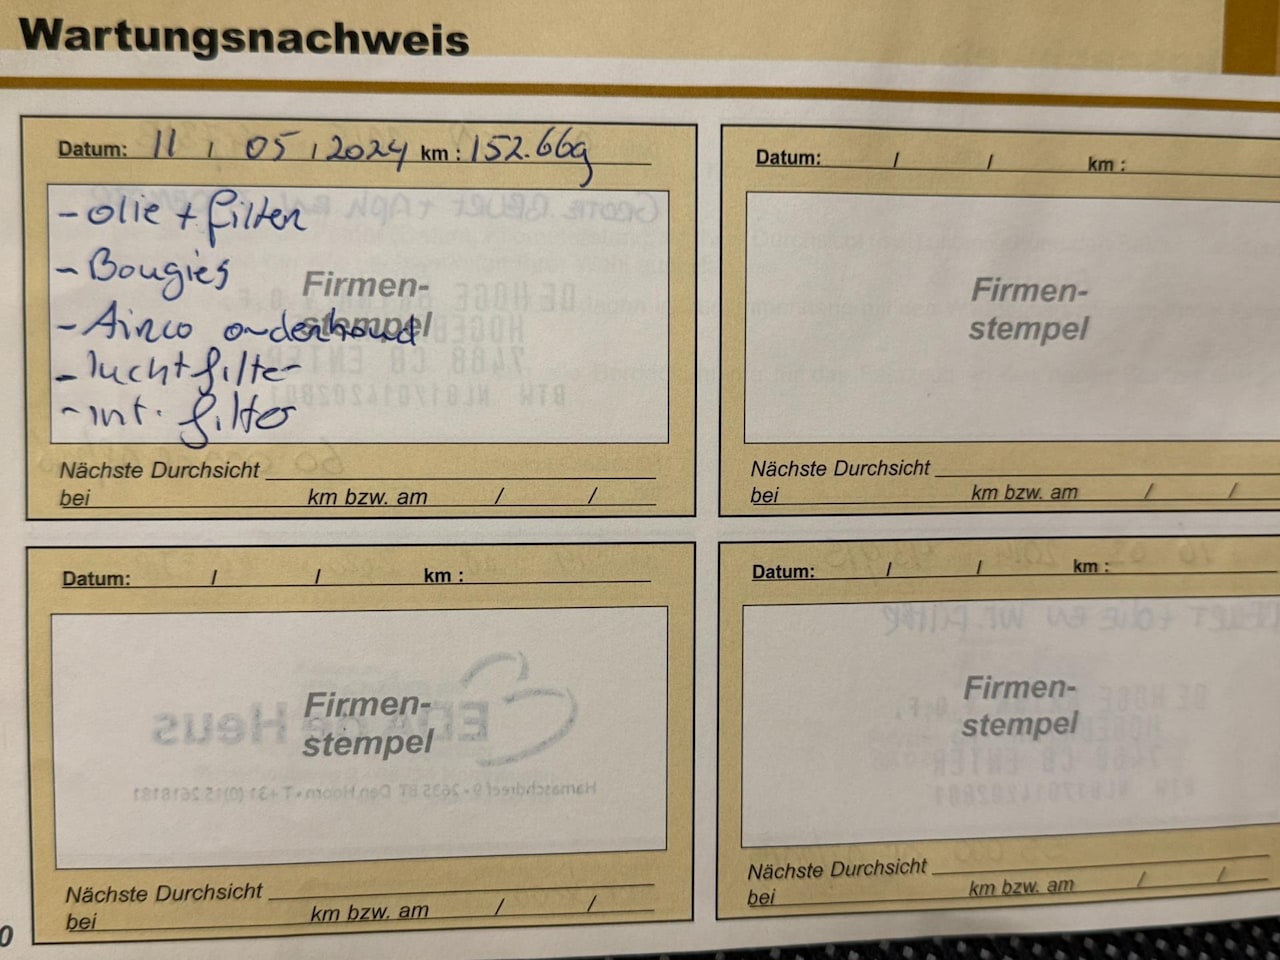 Wartungsnachweis
Datum: 11 / 05 / 2024 km : 152.669
- olie + filter
- Bougies
- Airco onderhoud
- luchtfilter
- int. filter
Firmen-
stempel
Nächste Durchsicht
bei km bzw. am / /
Datum: / / km :
Firmen-
stempel
Nächste Durchsicht
bei km bzw. am / /
Datum: / / km :
Firmen-
stempel
Nächste Durchsicht
bei km bzw. am / /
Datum: / / km :
Firmen-
stempel
Nächste Durchsicht
bei km bzw. am / /
0